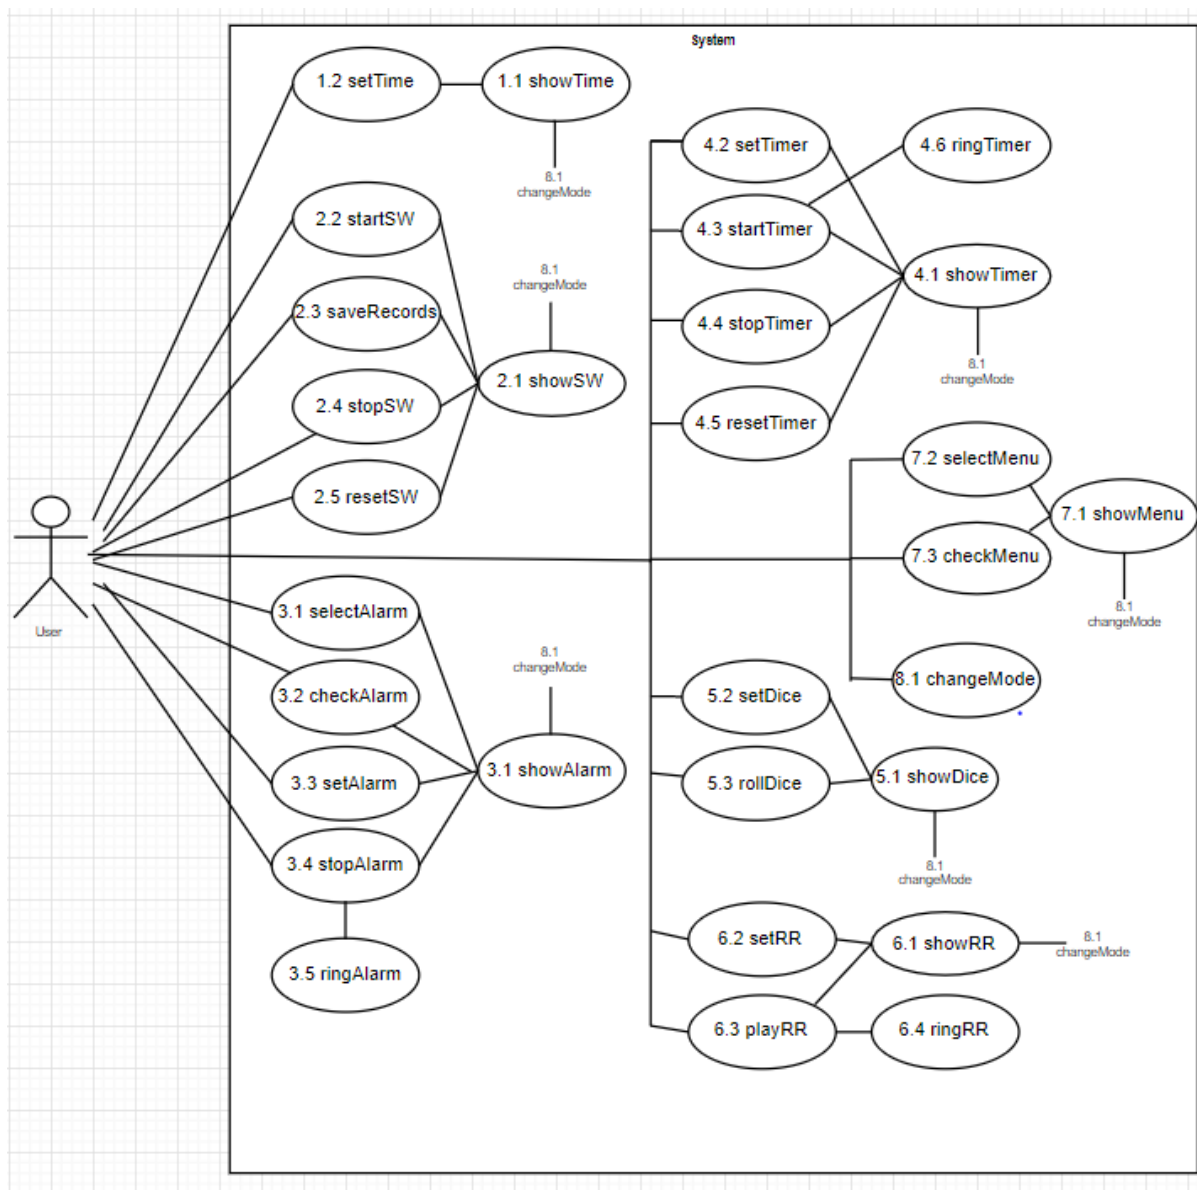 System
1.2 setTime
1.1 showTime
8.1
changeMode
2.2 startSW
2.3 saveRecords
2.4 stopSW
2.5 resetSW
8.1
changeMode
2.1 showSW
4.2 setTimer
4.6 ringTimer
4.3 startTimer
4.1 showTimer
4.4 stopTimer
8.1
changeMode
4.5 resetTimer
7.2 selectMenu
7.1 showMenu
7.3 checkMenu
8.1
changeMode
8.1 changeMode
User
3.1 selectAlarm
3.2 checkAlarm
8.1
changeMode
3.3 setAlarm
3.1 showAlarm
3.4 stopAlarm
3.5 ringAlarm
5.2 setDice
5.3 rollDice
5.1 showDice
8.1
changeMode
6.2 setRR
6.1 showRR
8.1
changeMode
6.3 playRR
6.4 ringRR